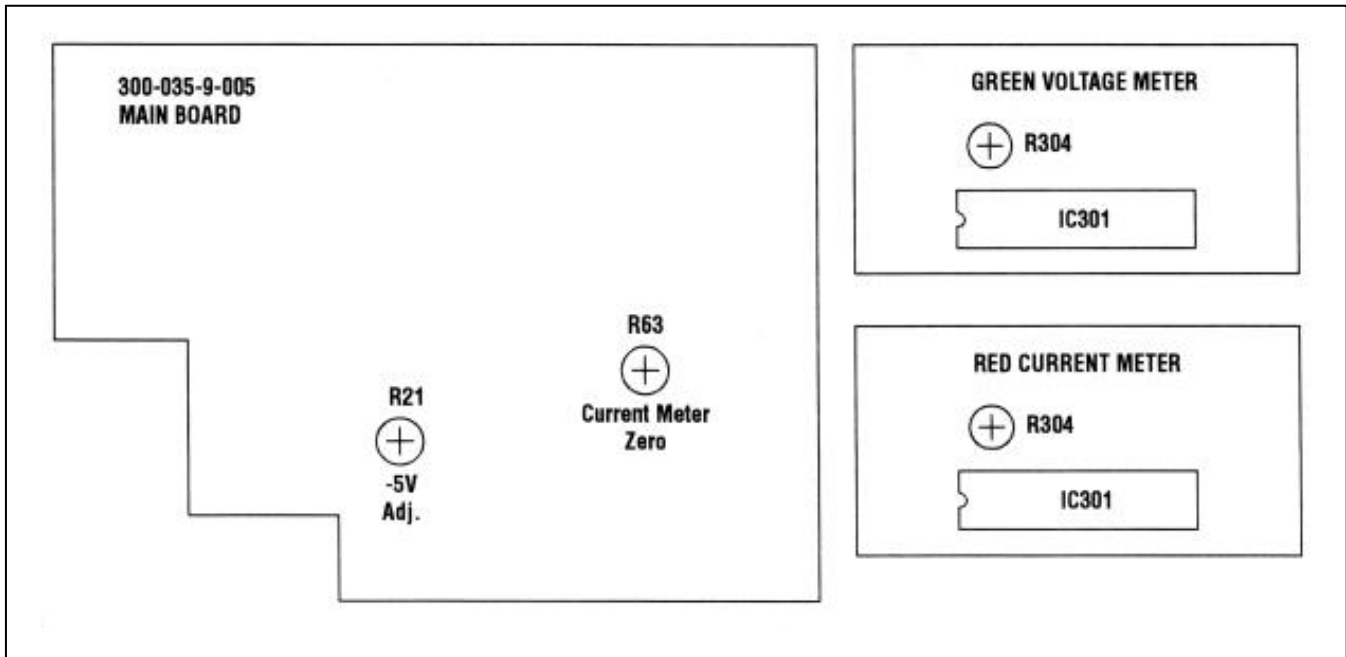 300-035-9-005
MAIN BOARD
R21
-5V
Adj.
R63
Current Meter
Zero
GREEN VOLTAGE METER
R304
IC301
RED CURRENT METER
R304
IC301